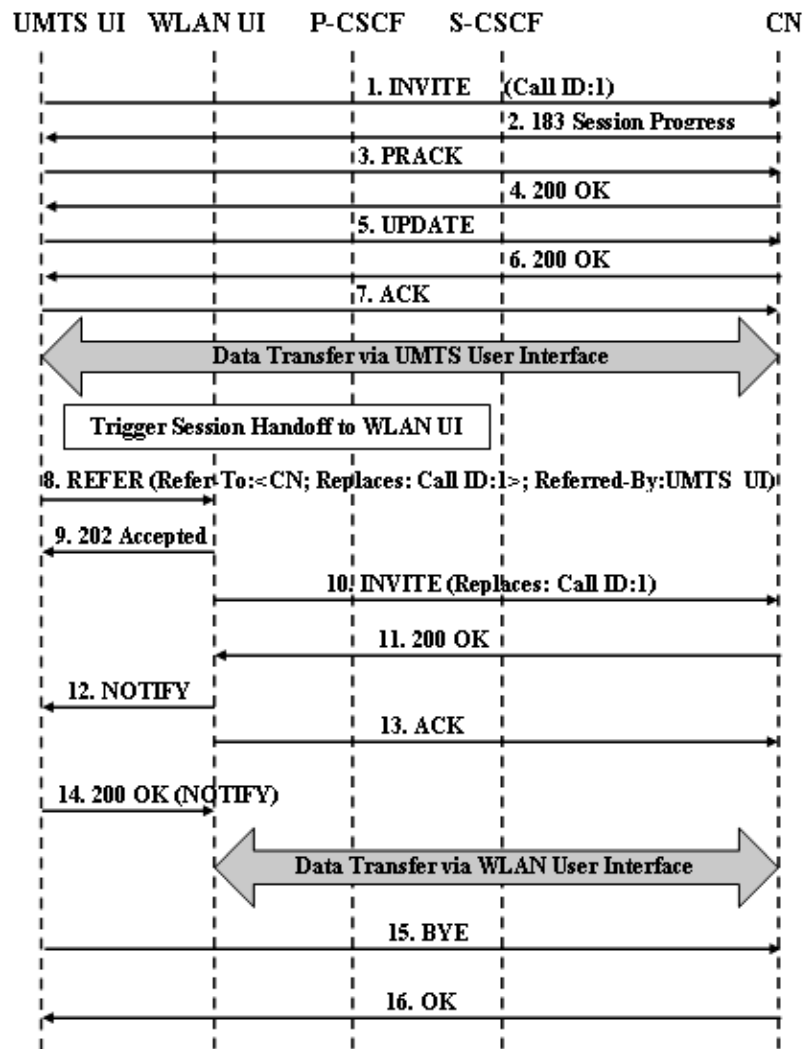 UMTS UI WLAN UI P-CSCF S-CSCF CN
1. INVITE (Call ID:1)
2. 183 Session Progress
3. PRACK
4. 200 OK
5. UPDATE
6. 200 OK
7. ACK
Data Transfer via UMTS User Interface
Trigger Session Handoff to WLAN UI
8. REFER (Refer-To:<CN; Replaces: Call ID:1>; Referred-By:UMTS UI)
9. 202 Accepted
10. INVITE (Replaces: Call ID:1)
11. 200 OK
12. NOTIFY
13. ACK
14. 200 OK (NOTIFY)
Data Transfer via WLAN User Interface
15. BYE
16. OK